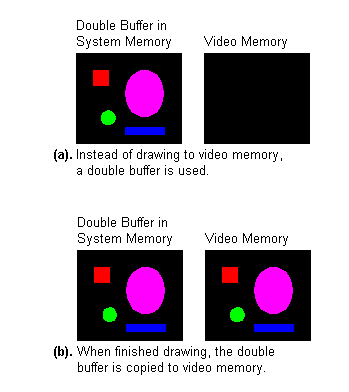 Double Buffer in
System Memory
Video Memory
(a). Instead of drawing to video memory,
a double buffer is used.
Double Buffer in
System Memory
Video Memory
(b). When finished drawing, the double
buffer is copied to video memory.